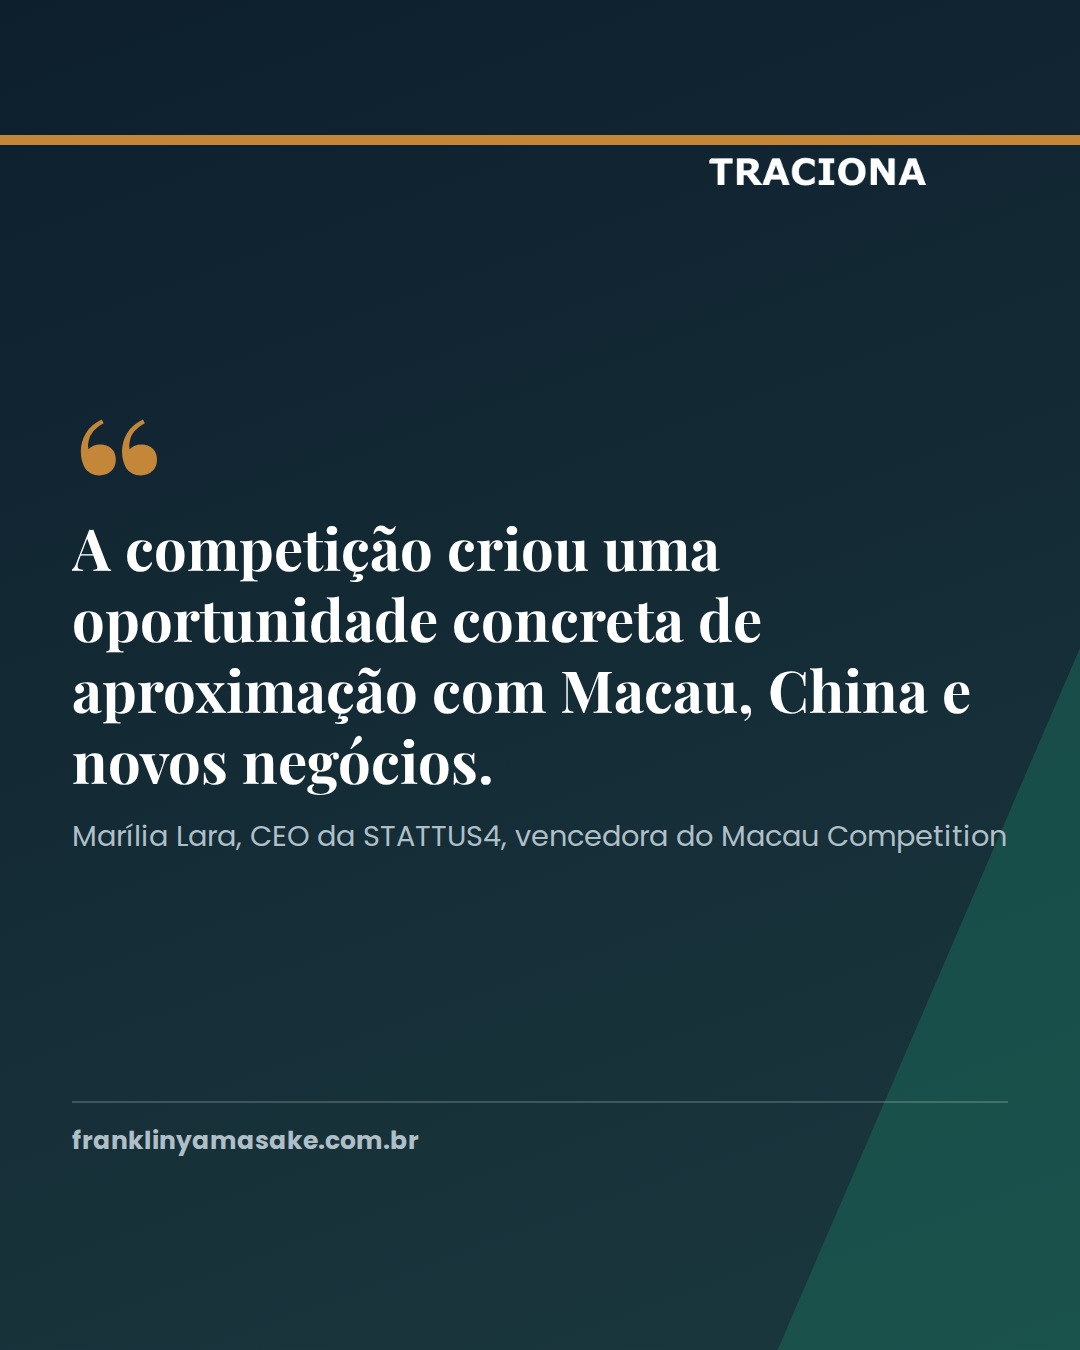 TRACIONA
“
A competição criou uma
oportunidade concreta de
aproximação com Macau, China e
novos negócios.
Marília Lara, CEO da STATTUS4, vencedora do Macau Competition
franklinyamasake.com.br